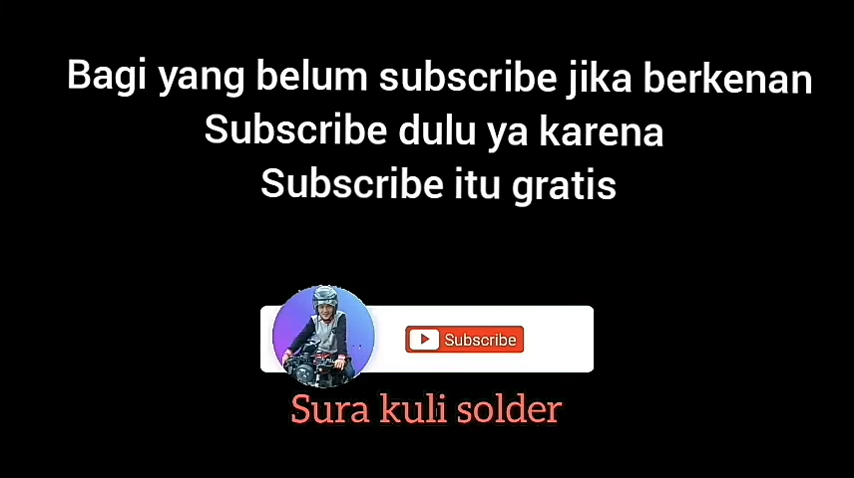 Bagi yang belum subscribe jika berkenan
Subscribe dulu ya karena
Subscribe itu gratis
Subscribe
Sura kuli solder